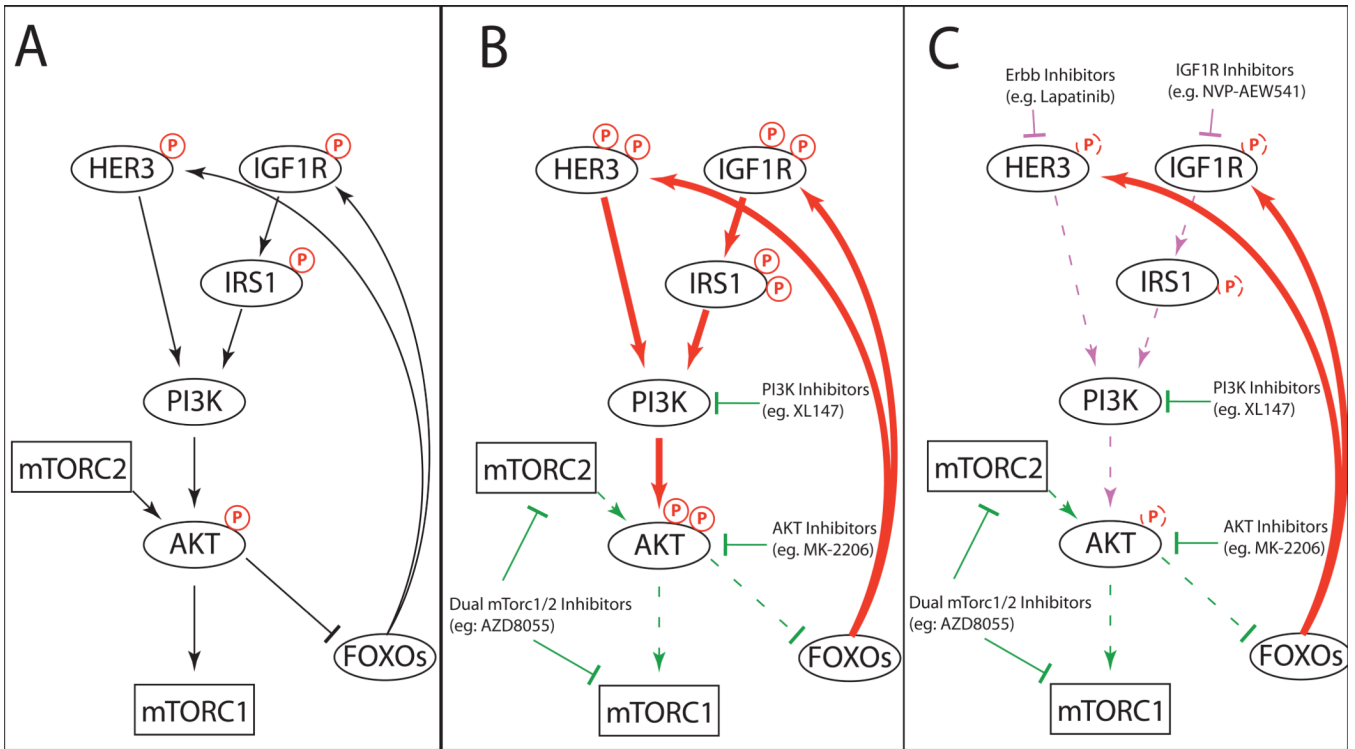 A
P
P
HER3
IGF1R
P
IRS1
PI3K
mTORC2
P
AKT
FOXOs
mTORC1
B
P
P
P
P
HER3
IGF1R
P
P
IRS1
PI3K
PI3K Inhibitors
(eg. XL147)
mTORC2
P
P
AKT
AKT Inhibitors
(eg. MK-2206)
Dual mTorc1/2 Inhibitors
(eg: AZD8055)
FOXOs
mTORC1
C
Erbb Inhibitors
(e.g. Lapatinib)
IGF1R Inhibitors
(e.g. NVP-AEW541)
P
P
HER3
IGF1R
IRS1
P
PI3K
PI3K Inhibitors
(eg. XL147)
mTORC2
P
AKT
AKT Inhibitors
(eg. MK-2206)
Dual mTorc1/2 Inhibitors
(eg: AZD8055)
FOXOs
mTORC1